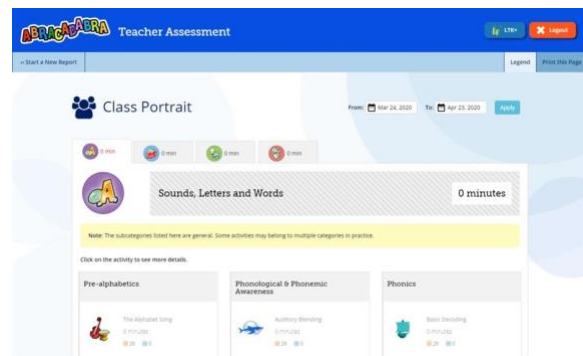 ABRACADABRA Teacher Assessment LTK+ Logout
‹‹ Start a New Report Legend Print this Page
Class Portrait From: Mar 24, 2020 To: Apr 23, 2020 Apply
0 min 0 min 0 min 0 min
A Sounds, Letters and Words 0 minutes
Note: The subcategories listed here are general. Some activities may belong to multiple categories in practice.
Click on the activity to see more details.
Pre-alphabetics Phonological & Phonemic Awareness Phonics
The Alphabet Song Auditory Blending Basic Decoding
0 minutes 0 minutes 0 minutes